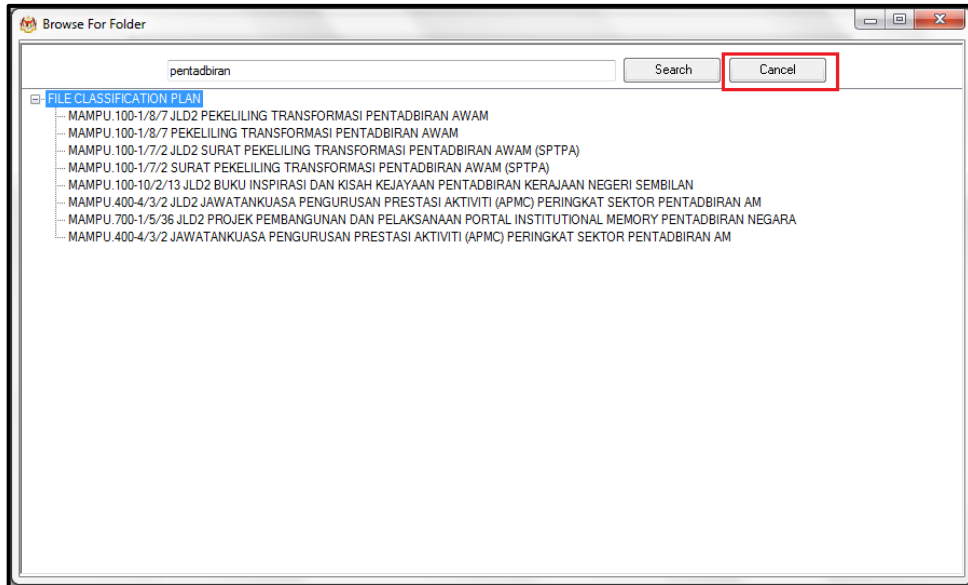 Browse For Folder
pentadbiran Search Cancel
FILE CLASSIFICATION PLAN
MAMPU.100-1/8/7 JLD2 PEKELILING TRANSFORMASI PENTADBIRAN AWAM
MAMPU.100-1/8/7 PEKELILING TRANSFORMASI PENTADBIRAN AWAM
MAMPU.100-1/7/2 JLD2 SURAT PEKELILING TRANSFORMASI PENTADBIRAN AWAM (SPTPA)
MAMPU.100-1/7/2 SURAT PEKELILING TRANSFORMASI PENTADBIRAN AWAM (SPTPA)
MAMPU.100-10/2/13 JLD2 BUKU INSPIRASI DAN KISAH KEJAYAAN PENTADBIRAN KERAJAAN NEGERI SEMBILAN
MAMPU.400-4/3/2 JLD2 JAWATANKUASA PENGURUSAN PRESTASI AKTIVITI (APMC) PERINGKAT SEKTOR PENTADBIRAN AM
MAMPU.700-1/5/36 JLD2 PROJEK PEMBANGUNAN DAN PELAKSANAAN PORTAL INSTITUTIONAL MEMORY PENTADBIRAN NEGARA
MAMPU.400-4/3/2 JAWATANKUASA PENGURUSAN PRESTASI AKTIVITI (APMC) PERINGKAT SEKTOR PENTADBIRAN AM